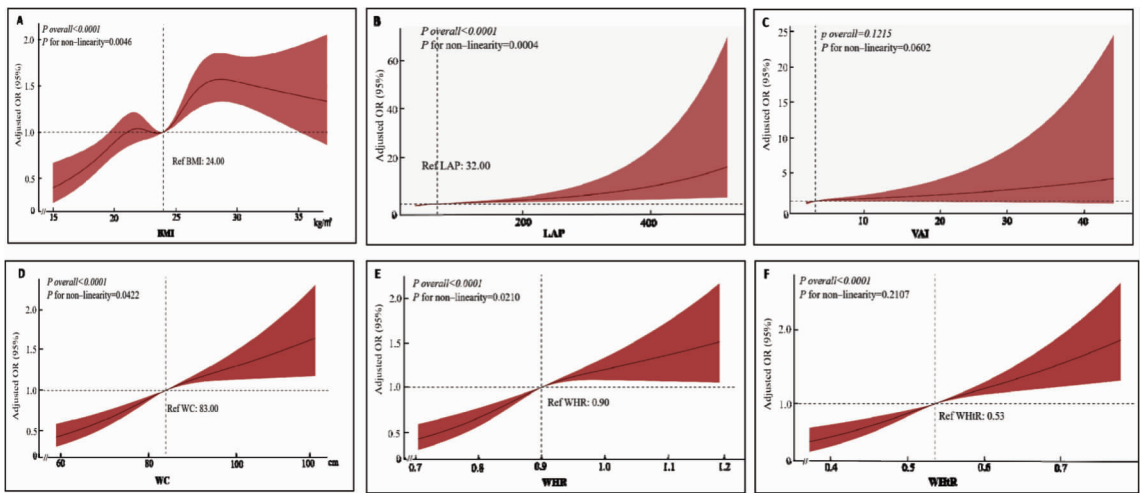 A
P overall<0.0001
P for non–linearity=0.0046
Adjusted OR (95%)
2.0
1.5
1.0
0.5
0
Ref BMI: 24.00
15
20
25
30
35
kg/m²
BMI
B
P overall<0.0001
P for non–linearity=0.0004
Adjusted OR (95%)
60
40
20
0
Ref LAP: 32.00
200
400
LAP
C
p overall=0.1215
P for non–linearity=0.0602
Adjusted OR (95%)
25
20
15
10
5
0
10
20
30
40
VAI
D
P overall<0.0001
P for non–linearity=0.0422
Adjusted OR (95%)
2.0
1.5
1.0
0.5
0
Ref WC: 83.00
60
80
100
100
cm
WC
E
P overall<0.0001
P for non–linearity=0.0210
Adjusted OR (95%)
2.0
1.5
1.0
0.5
0
Ref WHR: 0.90
0.7
0.8
0.9
1.0
1.1
1.2
WHR
F
P overall<0.0001
P for non–linearity=0.2107
Adjusted OR (95%)
2.0
1.0
0
Ref WHtR: 0.53
0.4
0.5
0.6
0.7
WHtR